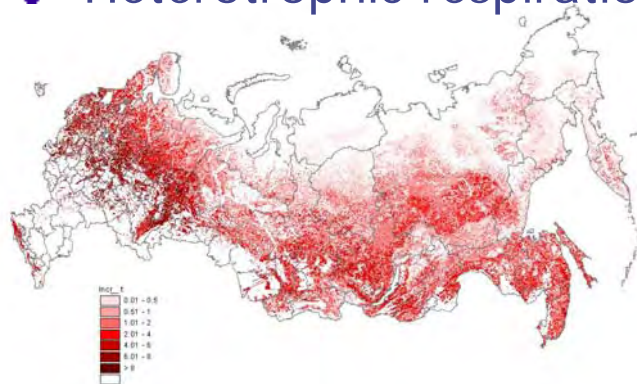 Heterotrophic respiratio
Incr_t
0.01 - 0.5
0.51 - 1
1.01 - 2
2.01 - 4
4.01 - 6
6.01 - 8
> 8